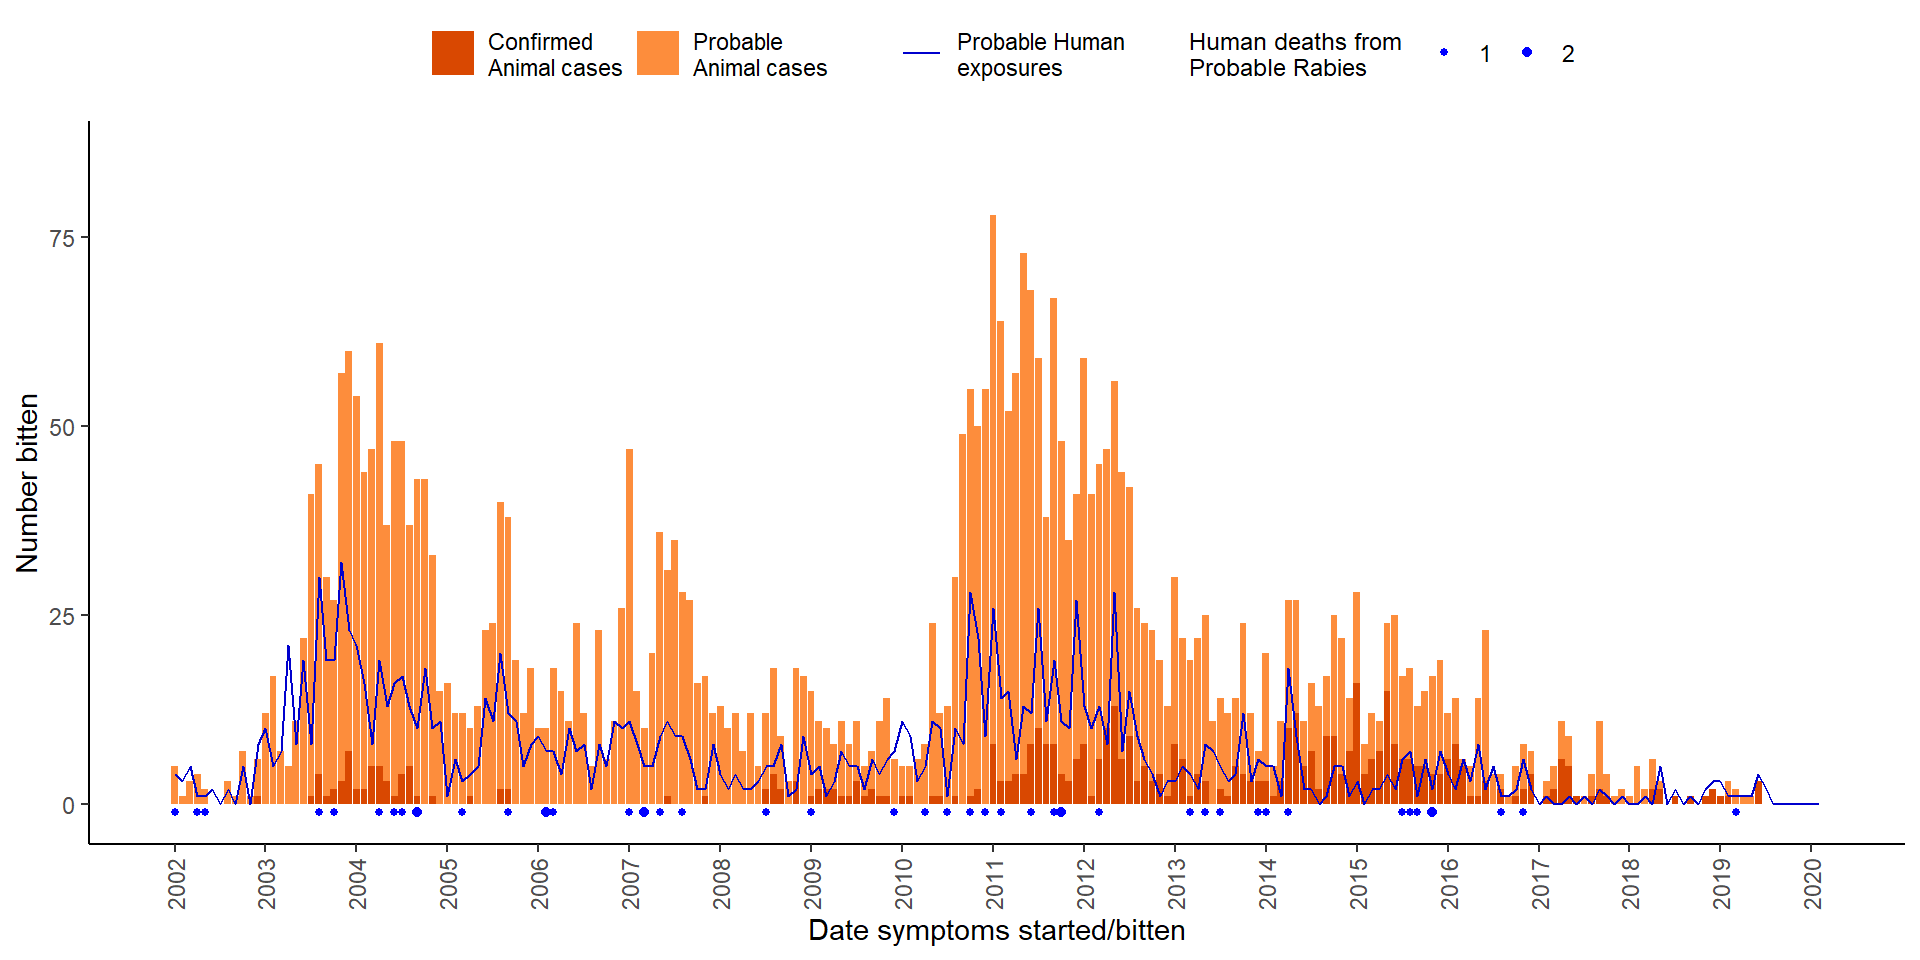 Confirmed
Animal cases
Probable
Animal cases
Probable Human
exposures
Human deaths from
Probable Rabies
1
2
Number bitten
75
50
25
0
2002
2003
2004
2005
2006
2007
2008
2009
2010
2011
2012
2013
2014
2015
2016
2017
2018
2019
2020
Date symptoms started/bitten